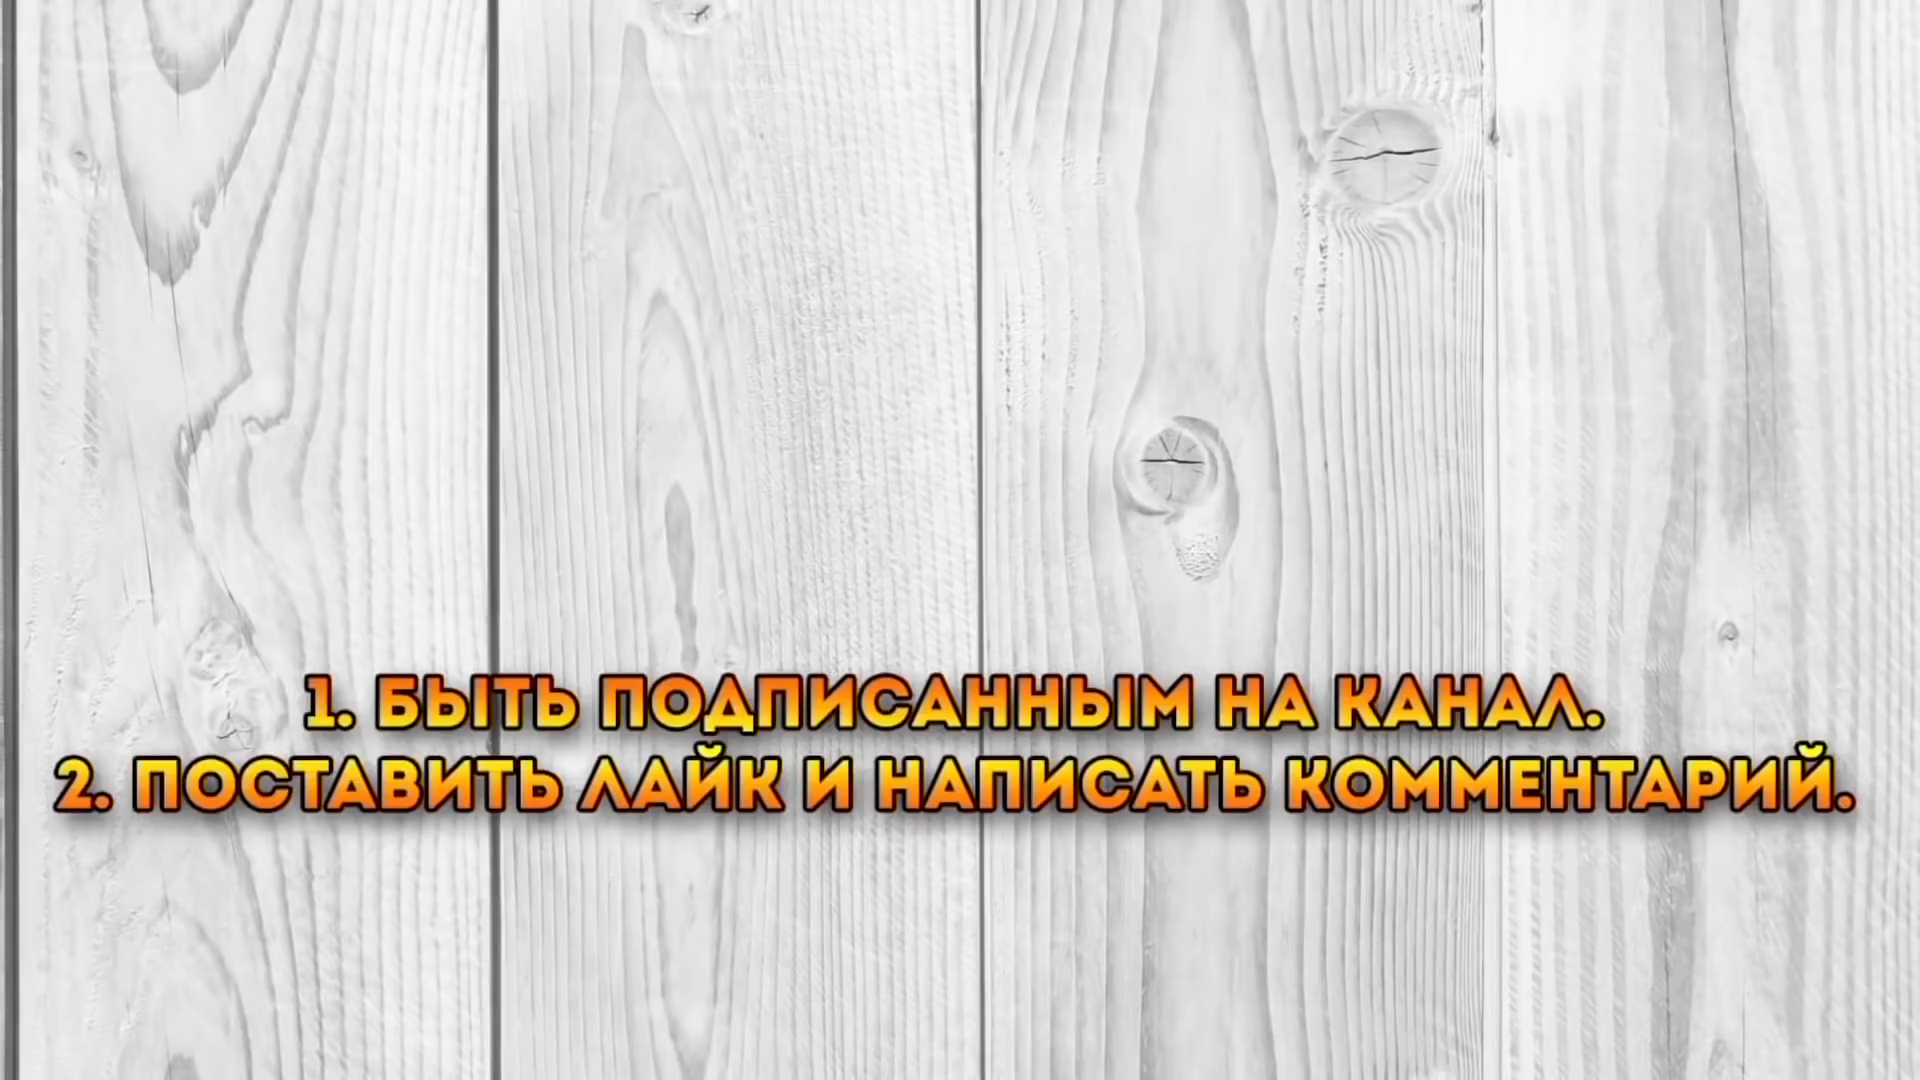 1. БЫТЬ ПОДПИСАННЫМ НА КАНАЛ.
2. ПОСТАВИТЬ ЛАЙК И НАПИСАТЬ КОММЕНТАРИЙ.